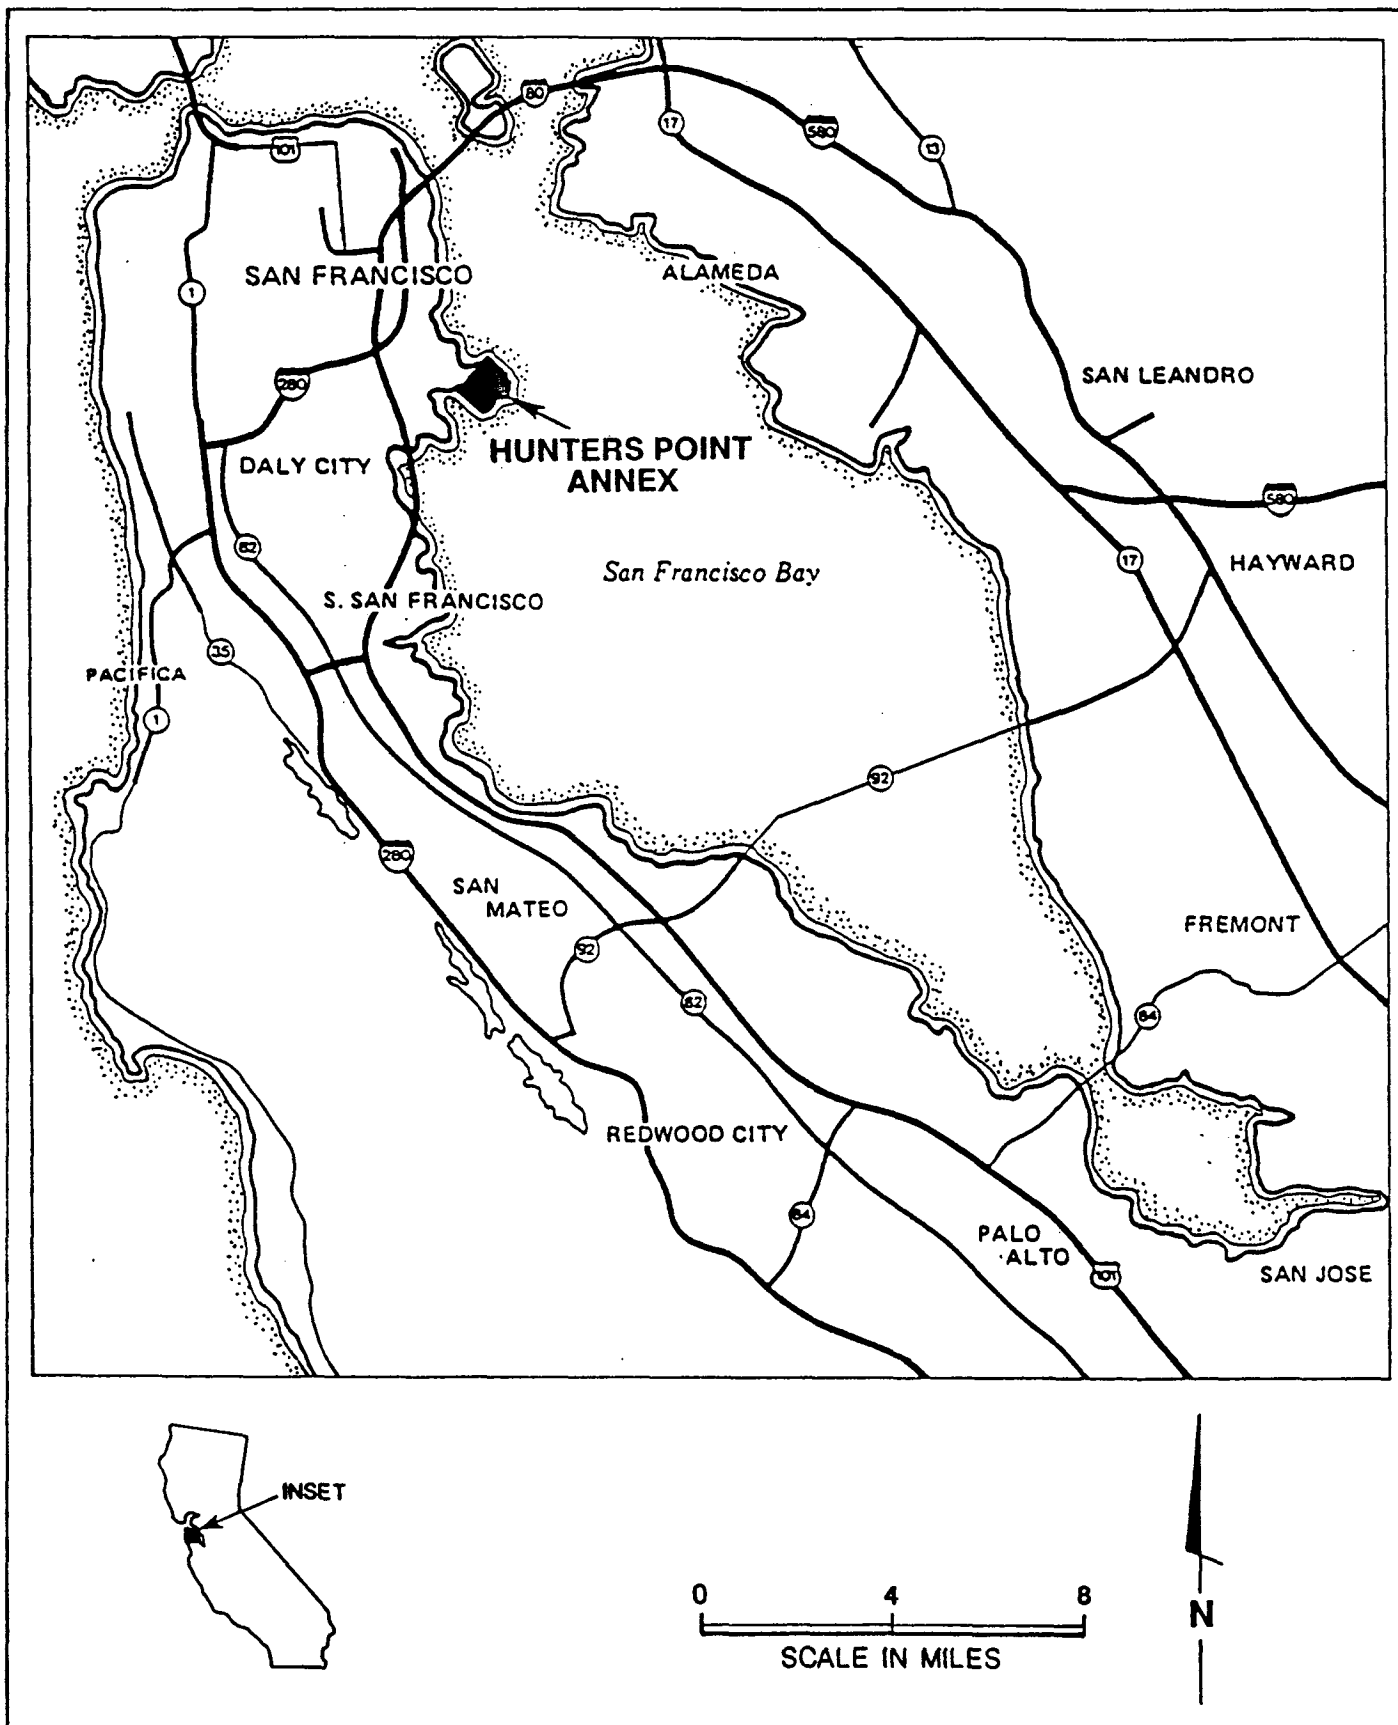 80
17
580
13
101
SAN FRANCISCO
ALAMEDA
1
280
SAN LEANDRO
HUNTERS POINT
ANNEX
DALY CITY
580
82
17
HAYWARD
San Francisco Bay
S. SAN FRANCISCO
35
PACIFICA
1
92
280
SAN
MATEO
92
FREMONT
82
84
REDWOOD CITY
84
PALO
ALTO
101
SAN JOSE
INSET
0 4 8
SCALE IN MILES
N